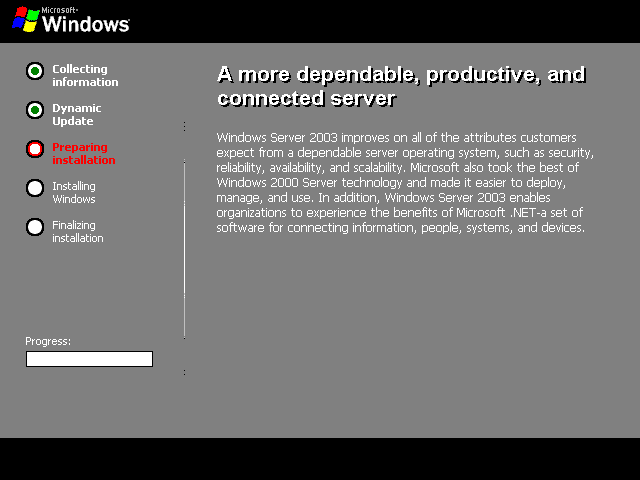 Microsoft®
Windows
Collecting
information
Dynamic
Update
Preparing
installation
Installing
Windows
Finalizing
installation
Progress:
A more dependable, productive, and
connected server
Windows Server 2003 improves on all of the attributes customers
expect from a dependable server operating system, such as security,
reliability, availability, and scalability. Microsoft also took the best of
Windows 2000 Server technology and made it easier to deploy,
manage, and use. In addition, Windows Server 2003 enables
organizations to experience the benefits of Microsoft .NET-a set of
software for connecting information, people, systems, and devices.